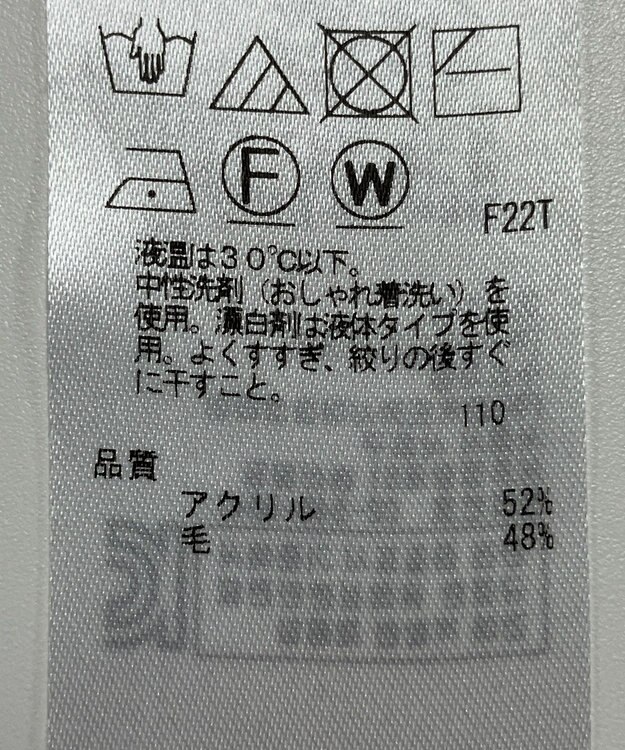 F
W
F22T
液温は30℃以下。
中性洗剤(おしゃれ着洗い)を
使用。漂白剤は液体タイプを使
用。よくすすぎ、絞りの後すぐ
に干すこと。
110
品質
アクリル 52%
毛 48%